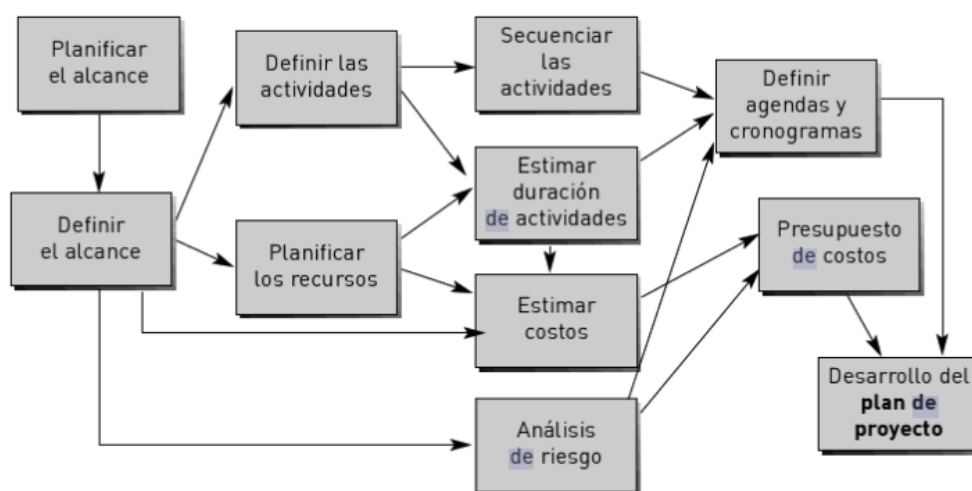 Planificar
el alcance
Definir las
actividades
Secuenciar
las
actividades
Definir
agendas y
cronogramas
Definir
el alcance
Planificar
los recursos
Estimar
duración
de actividades
Presupuesto
de costos
Estimar
costos
Análisis
de riesgo
Desarrollo del
plan de
proyecto